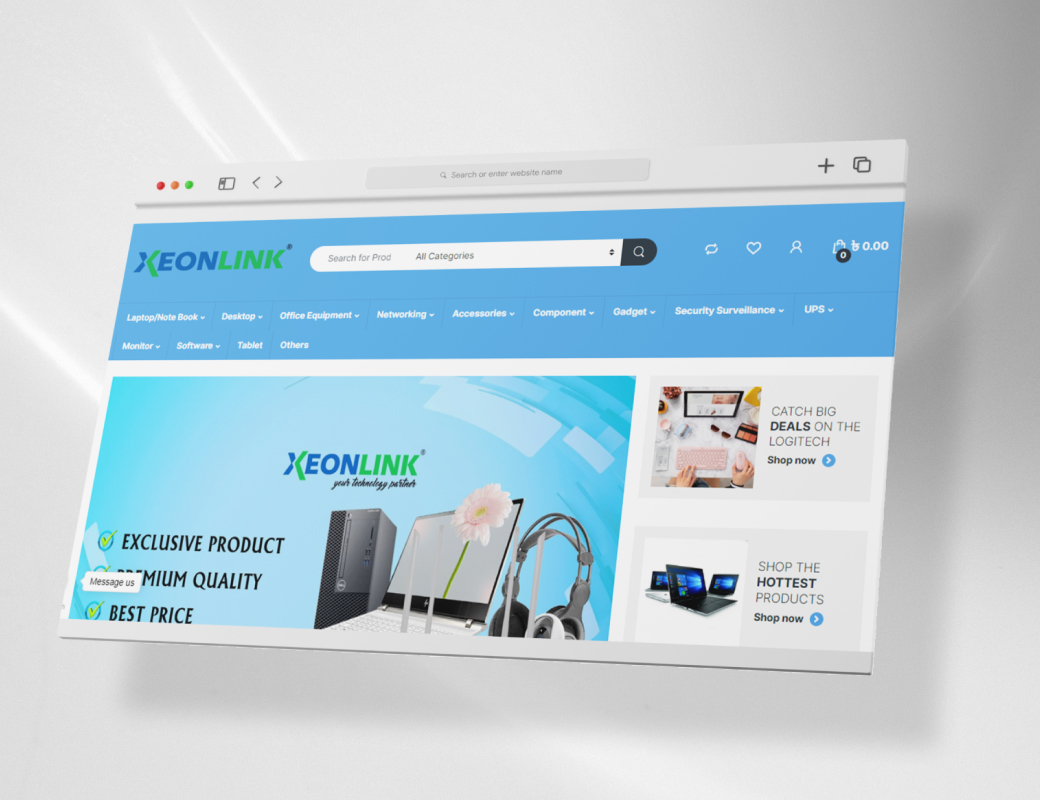 Search or enter website name
XEONLINK®
Search for Prod
All Categories
0
৳ 0.00
Laptop/Note Book
Desktop
Office Equipment
Networking
Accessories
Component
Gadget
Security Surveillance
UPS
Monitor
Software
Tablet
Others
XEONLINK®
your technology partner
EXCLUSIVE PRODUCT
PREMIUM QUALITY
BEST PRICE
Message us
CATCH BIG
DEALS ON THE
LOGITECH
Shop now
SHOP THE
HOTTEST
PRODUCTS
Shop now